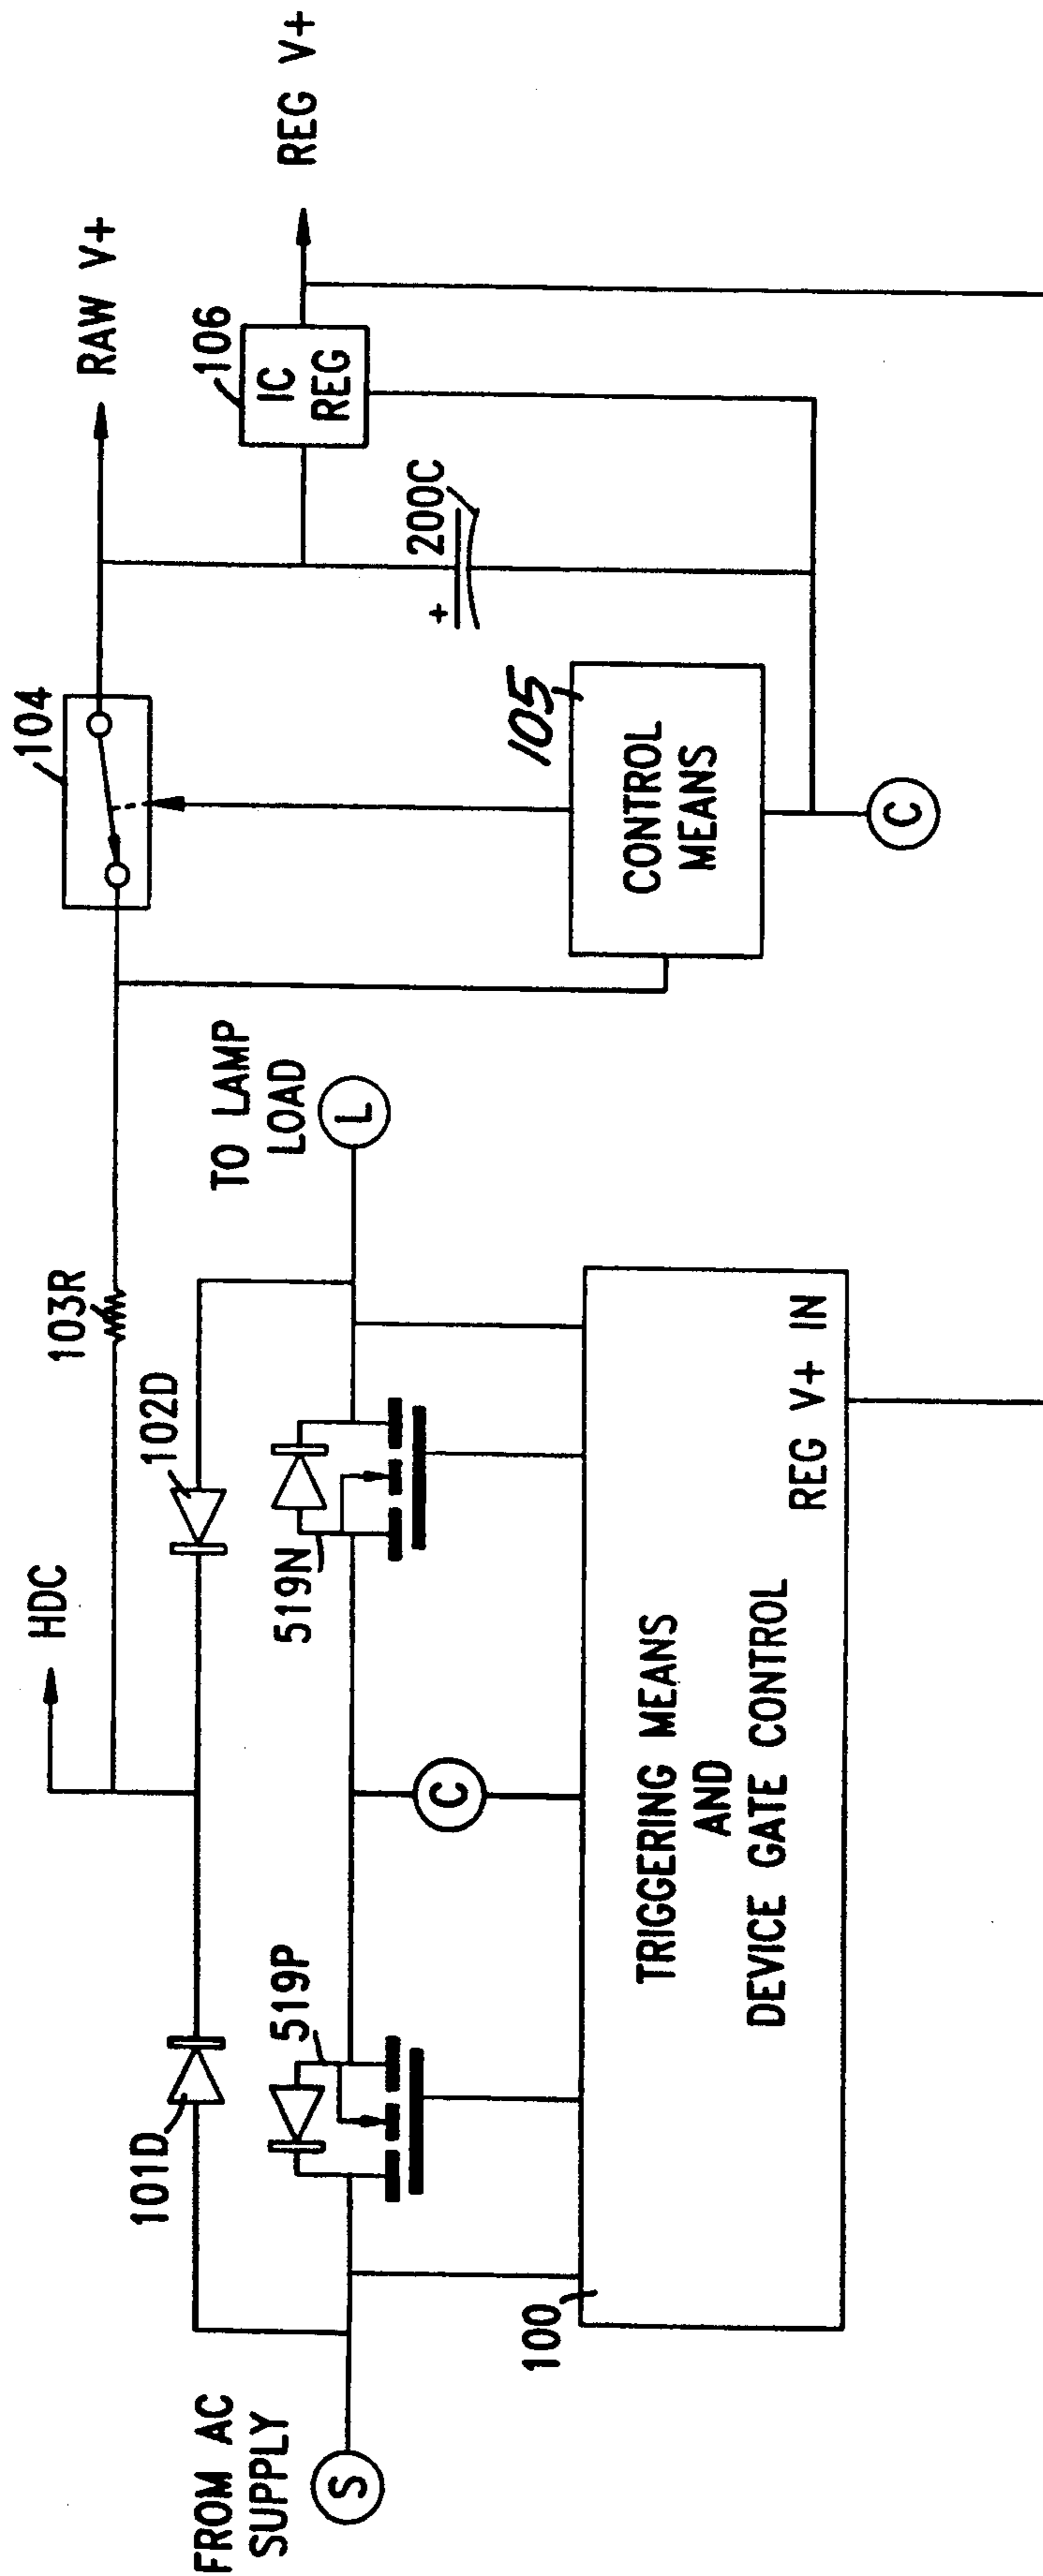 HDC
103R
104
RAW V+
101D
102D
TO LAMP
LOAD
L
106
IC
REG
REG V+
200C
+
FROM AC
SUPPLY
S
519P
519N
C
105
CONTROL
MEANS
C
100
TRIGGERING MEANS
AND
DEVICE GATE CONTROL
REG V+ IN